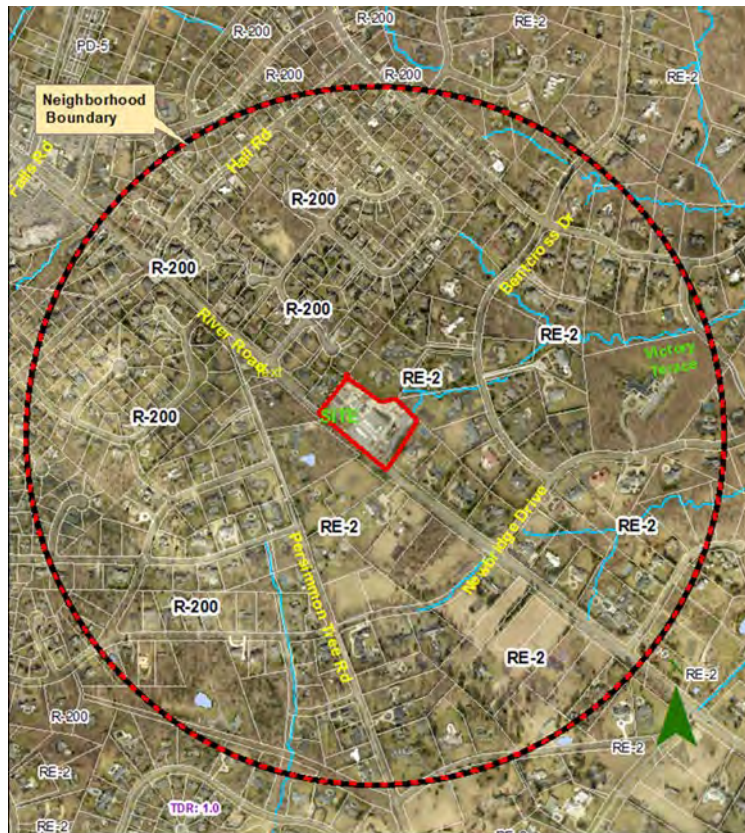 R-200
RE-2
PD-5
R-200
R-200
RE-2
Neighborhood
Boundary
Falls Rd
Hall Rd
R-200
Bentcross Dr
R-200
River Road
R-200
RE-2
Victory
Terrace
RE-2
SITE
R-200
RE-2
Newbridge Drive
RE-2
Persimmon Tree Rd
R-200
RE-2
RE-2
R-200
RE-2
RE-2
TDR: 1.0
RE-2